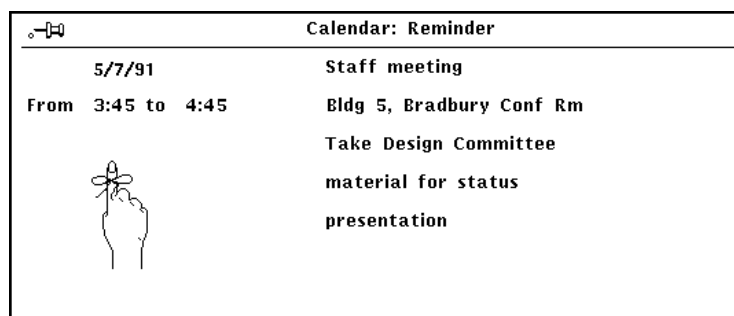 Calendar: Reminder
5/7/91
From 3:45 to 4:45
Staff meeting
Bldg 5, Bradbury Conf Rm
Take Design Committee
material for status
presentation